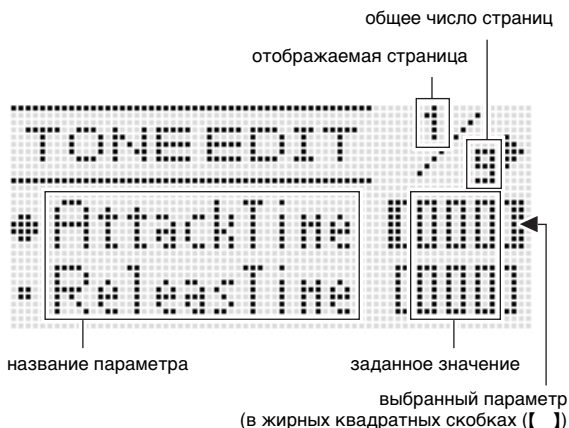 общее число страниц
отображаемая страница
TONE EDIT 1/9
AttackTime 【000】
ReleasTime [000]
название параметра
заданное значение
выбранный параметр
(в жирных квадратных скобках (【 】))